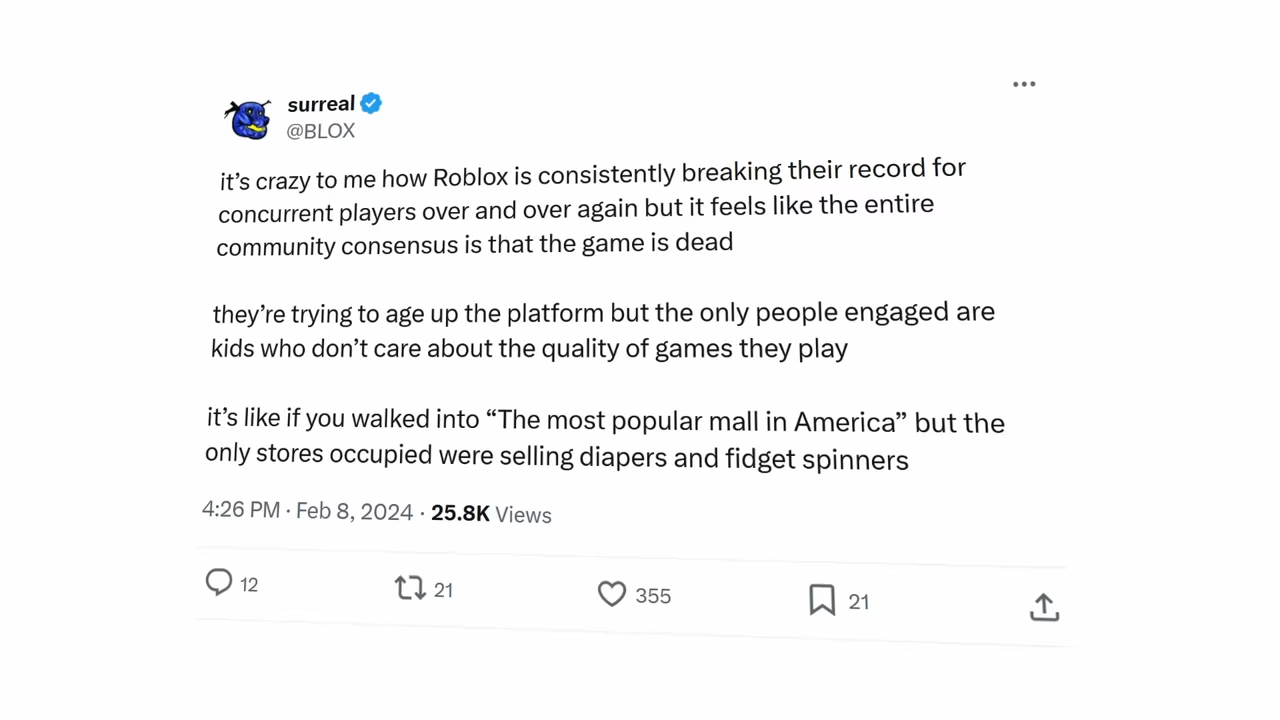 surreal
@BLOX
it’s crazy to me how Roblox is consistently breaking their record for
concurrent players over and over again but it feels like the entire
community consensus is that the game is dead
they’re trying to age up the platform but the only people engaged are
kids who don’t care about the quality of games they play
it’s like if you walked into “The most popular mall in America” but the
only stores occupied were selling diapers and fidget spinners
4:26 PM · Feb 8, 2024 · 25.8K Views
12 21 355 21